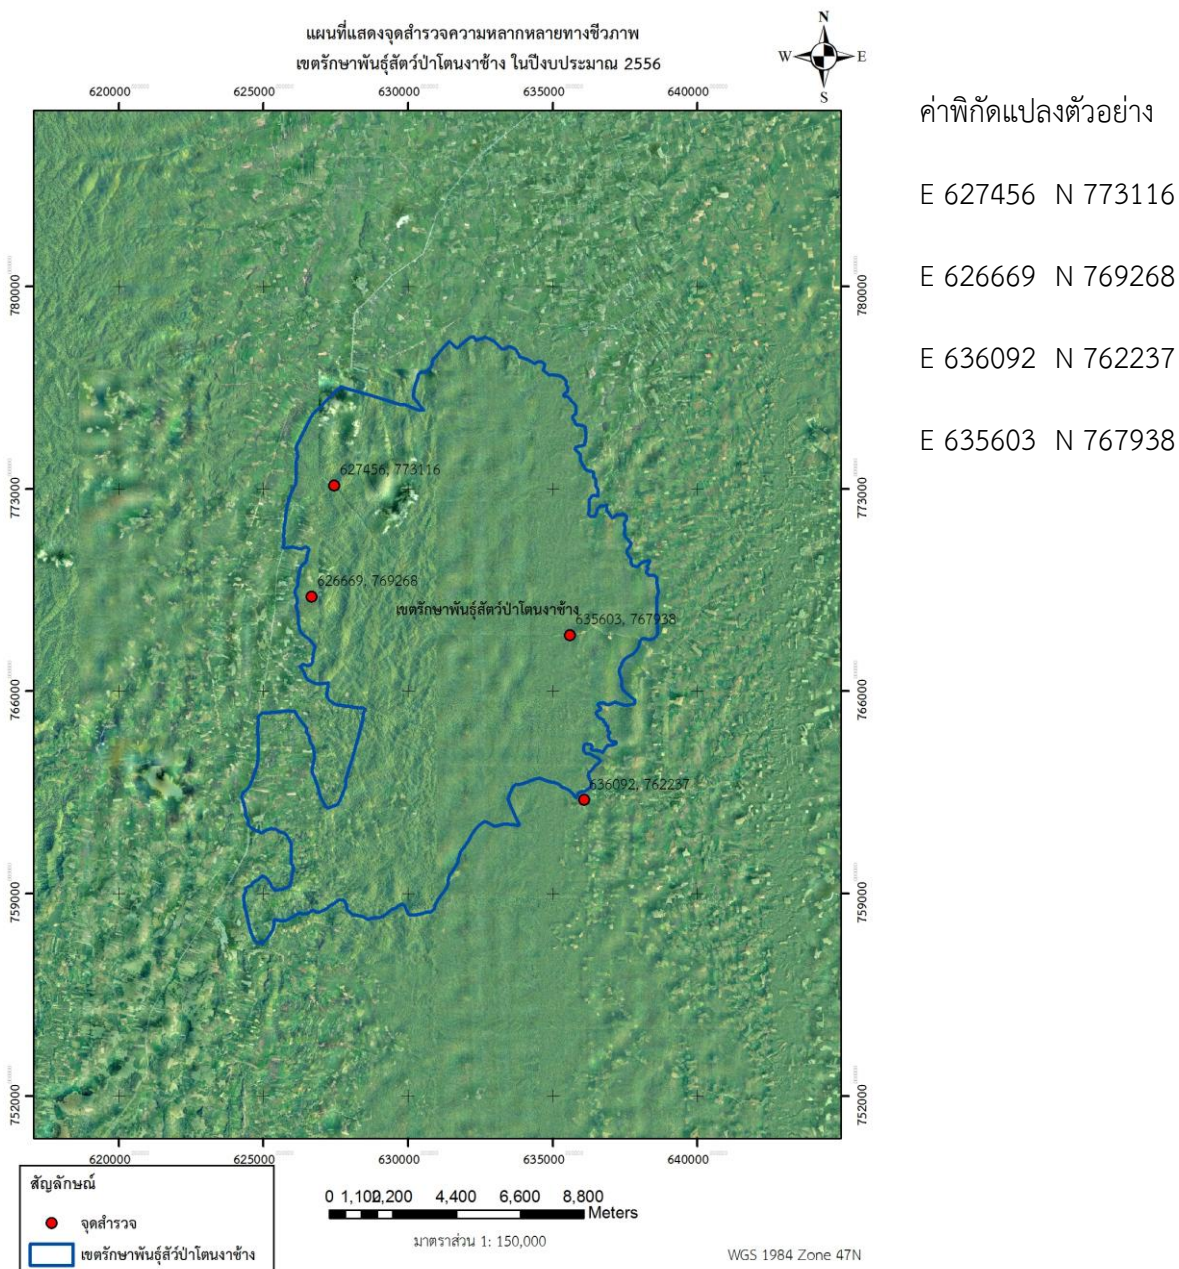 แผนที่แสดงจุดสำรวจความหลากหลายทางชีวภาพ
เขตรักษาพันธุ์สัตว์ป่าโตนงาช้าง ในปีงบประมาณ 2556
N
W E
S
620000 625000 630000 635000 640000
ค่าพิกัดแปลงตัวอย่าง
E 627456 N 773116
E 626669 N 769268
E 636092 N 762237
E 635603 N 767938
780000 780000
627456, 773116
773000 773000
626669, 769268
เขตรักษาพันธุ์สัตว์ป่าโตนงาช้าง
635603, 767938
766000 766000
636092, 762237
759000 759000
752000 752000
620000 625000 630000 635000 640000
สัญลักษณ์
จุดสำรวจ
เขตรักษาพันธุ์สัว์ป่าโตนงาช้าง
0 1,100 2,200 4,400 6,600 8,800
Meters
มาตราส่วน 1: 150,000
WGS 1984 Zone 47N